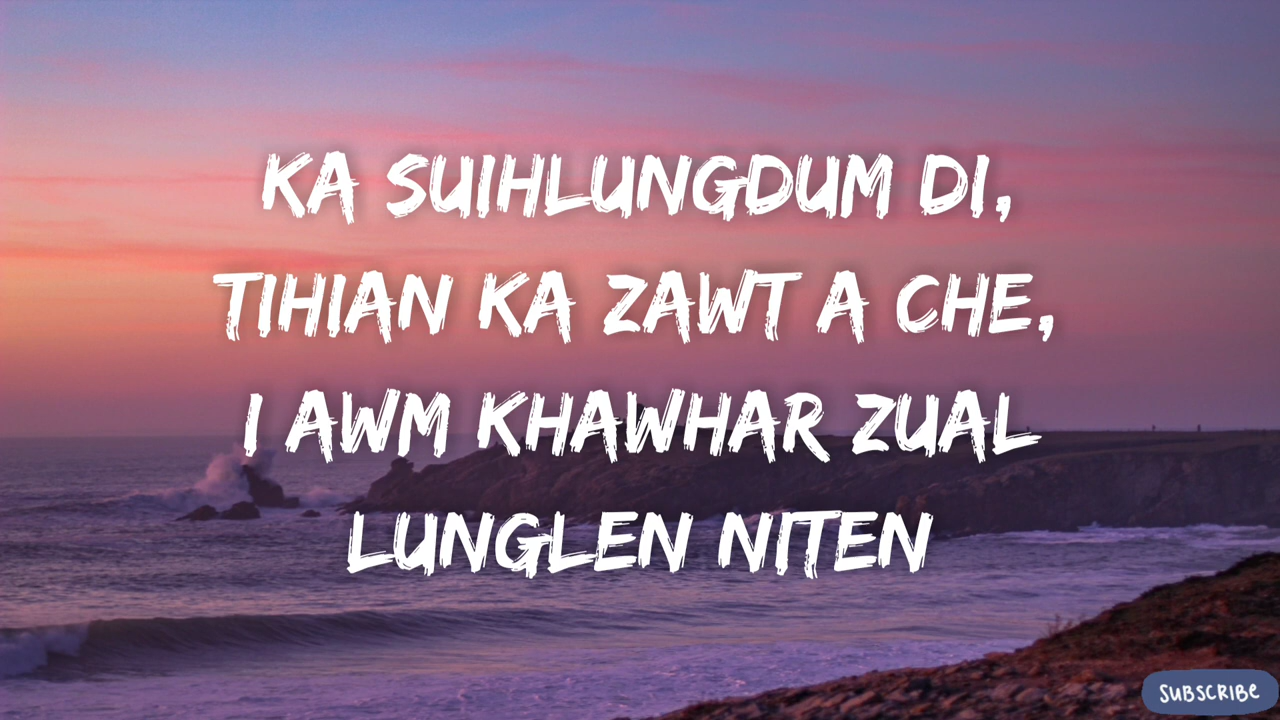 KA SUIHLUNGDUM DI,
TIHIAN KA ZAWT A CHE,
I AWM KHAWHAR ZUAL
LUNGLEN NITEN
SUBSCRIBE